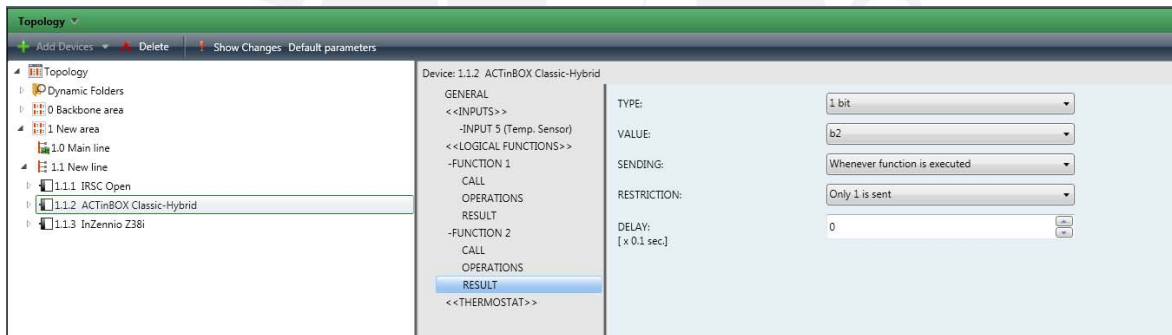 Topology
Add Devices Delete Show Changes Default parameters
Topology
Dynamic Folders
0 Backbone area
1 New area
1.0 Main line
1.1 New line
1.1.1 IRSC Open
1.1.2 ACTinBOX Classic-Hybrid
1.1.3 InZennio Z38i
Device: 1.1.2 ACTinBOX Classic-Hybrid
GENERAL
<<INPUTS>>
-INPUT 5 (Temp. Sensor)
<<LOGICAL FUNCTIONS>>
-FUNCTION 1
CALL
OPERATIONS
RESULT
-FUNCTION 2
CALL
OPERATIONS
RESULT
<<THERMOSTAT>>
TYPE: 1 bit
VALUE: b2
SENDING: Whenever function is executed
RESTRICTION: Only 1 is sent
DELAY: 0
[ x 0.1 sec.]